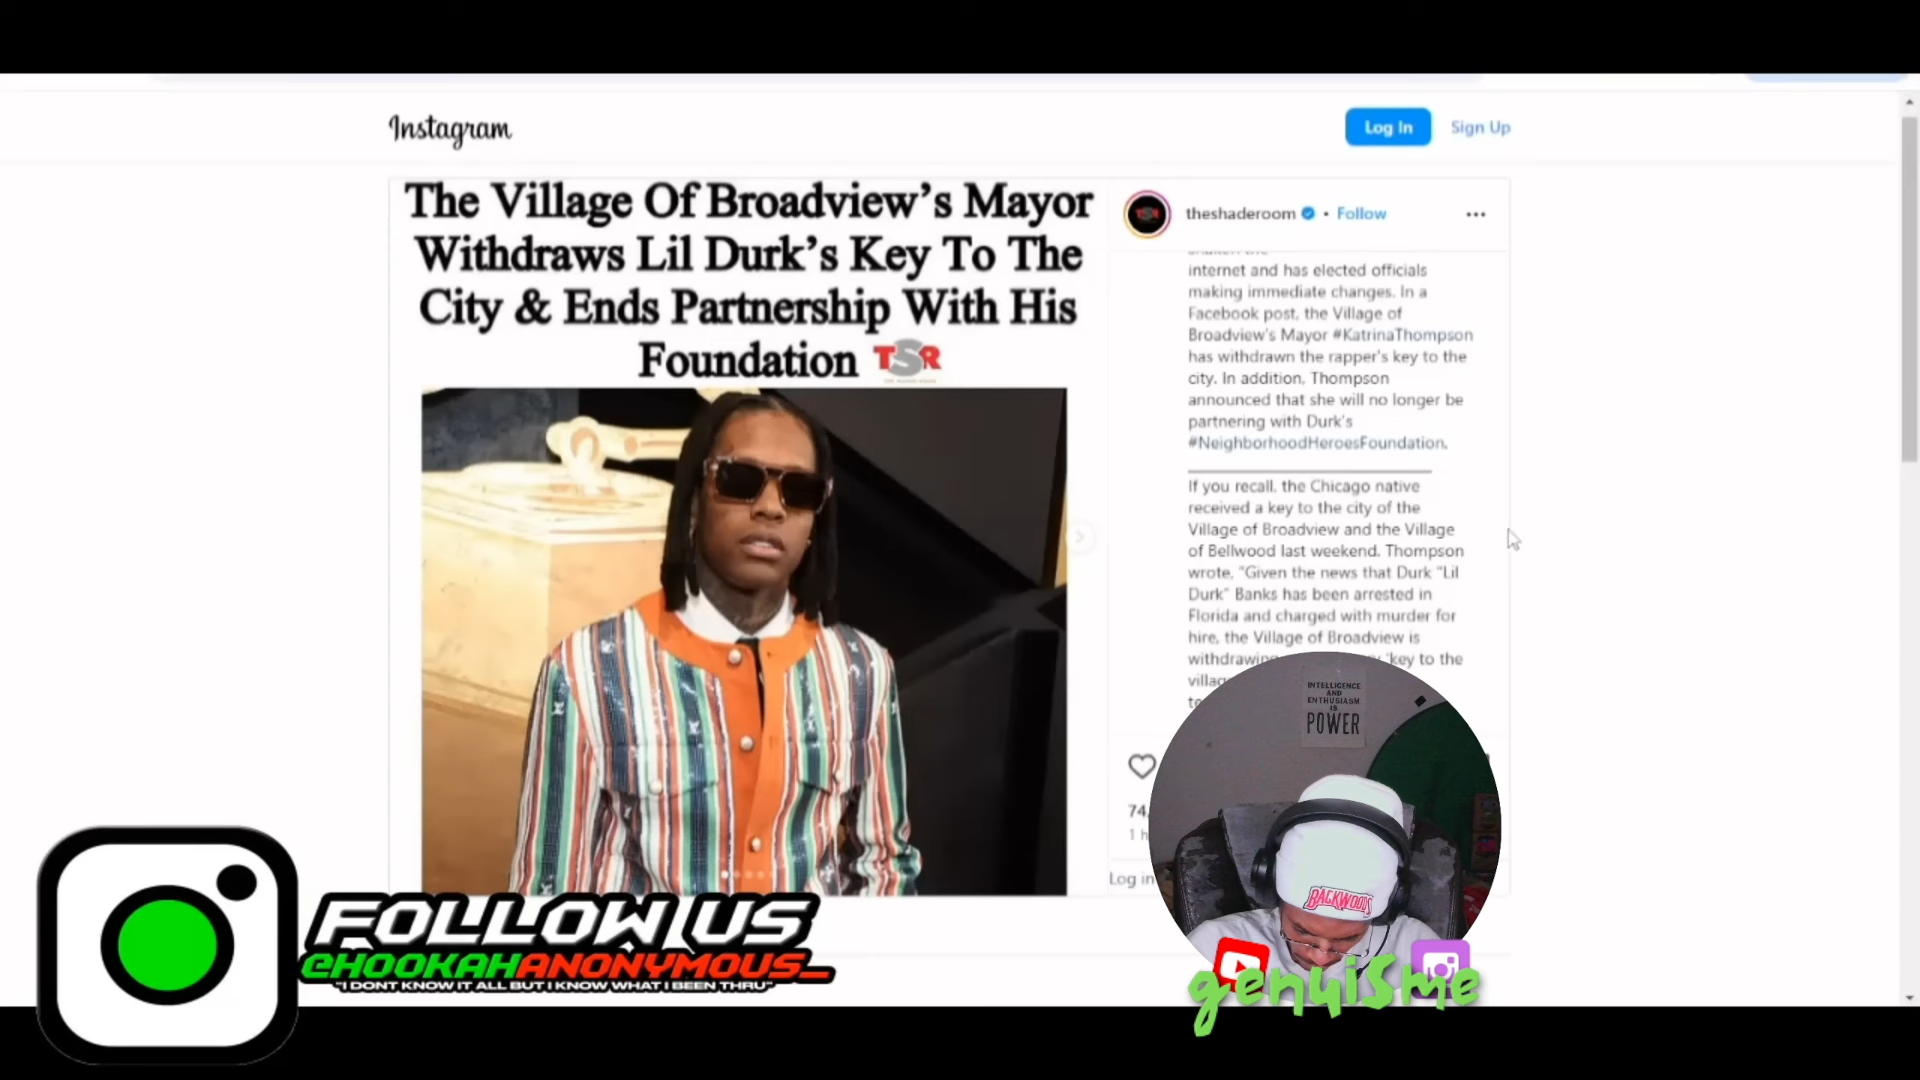 Instagram
Log In
Sign Up
The Village Of Broadview's Mayor
Withdraws Lil Durk's Key To The
City & Ends Partnership With His
Foundation TSR
theshaderoom • Follow
internet and has elected officials
making immediate changes. In a
Facebook post, the Village of
Broadview's Mayor #KatrinaThompson
has withdrawn the rapper's key to the
city. In addition, Thompson
announced that she will no longer be
partnering with Durk's
#NeighborhoodHeroesFoundation.
If you recall, the Chicago native
received a key to the city of the
Village of Broadview and the Village
of Bellwood last weekend. Thompson
wrote, "Given the news that Durk "Lil
Durk" Banks has been arrested in
Florida and charged with murder for
hire, the Village of Broadview is
'key to the
74,
1 h
Log in
INTELLIGENCE
AND
ENTHUSIASM
IS
POWER
BACKWOODS
genuisme
FOLLOW US
@HOOKAHANONYMOUS_
"I DONT KNOW IT ALL BUT I KNOW WHAT I BEEN THRU"